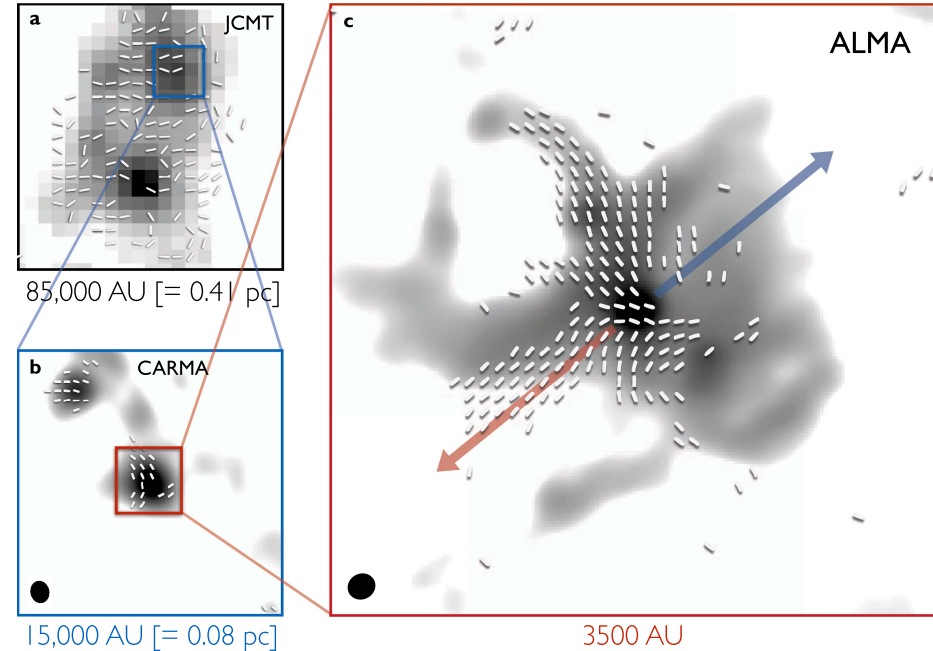 a
JCMT
85,000 AU [= 0.41 pc]
b
CARMA
15,000 AU [= 0.08 pc]
c
ALMA
3500 AU